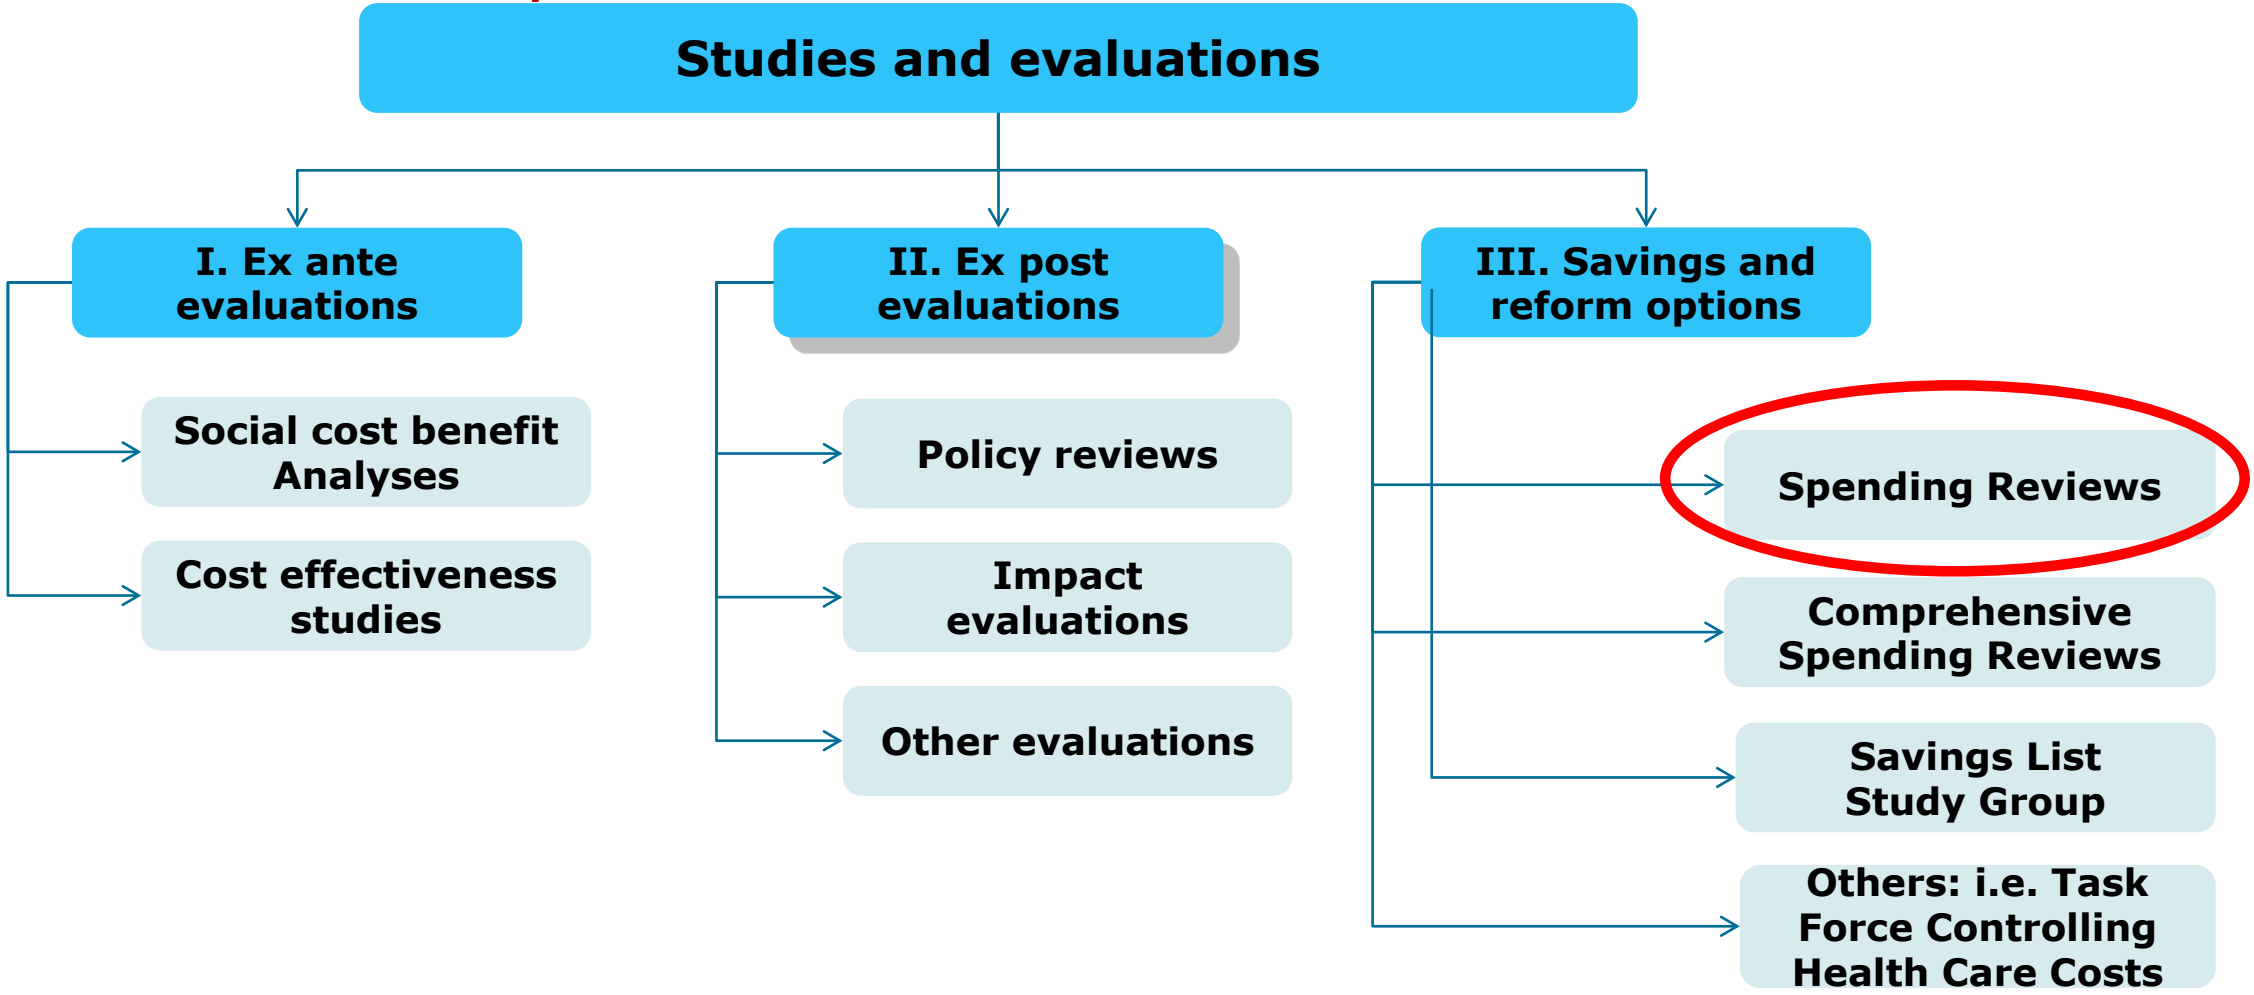 Studies and evaluations
I. Ex ante
evaluations
Social cost benefit
Analyses
Cost effectiveness
studies
II. Ex post
evaluations
Policy reviews
Impact
evaluations
Other evaluations
III. Savings and
reform options
Spending Reviews
Comprehensive
Spending Reviews
Savings List
Study Group
Others: i.e. Task
Force Controlling
Health Care Costs